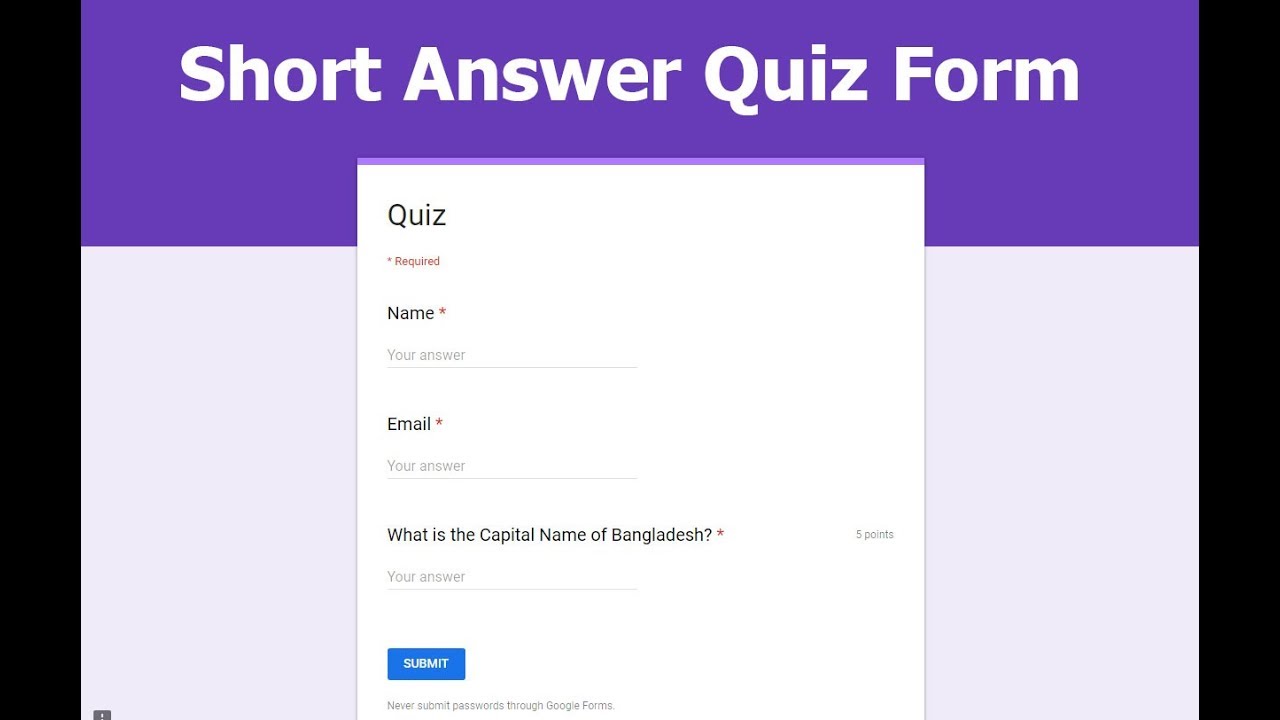 Short Answer Quiz Form
Quiz
* Required
Name *
Your answer
Email *
Your answer
What is the Capital Name of Bangladesh? *
5 points
Your answer
SUBMIT
Never submit passwords through Google Forms.